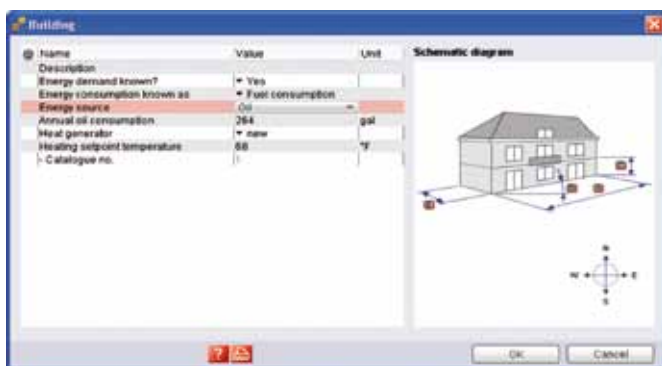 Building
@ Name Value Unit Schematic diagram
Description
Energy demand known? Yes
Energy consumption known as Fuel consumption
Energy source Oil
Annual oil consumption 264 gal
Heat generator new
Heating setpoint temperature 68 °F
- Catalogue no.
N
W E
S
?
OK Cancel